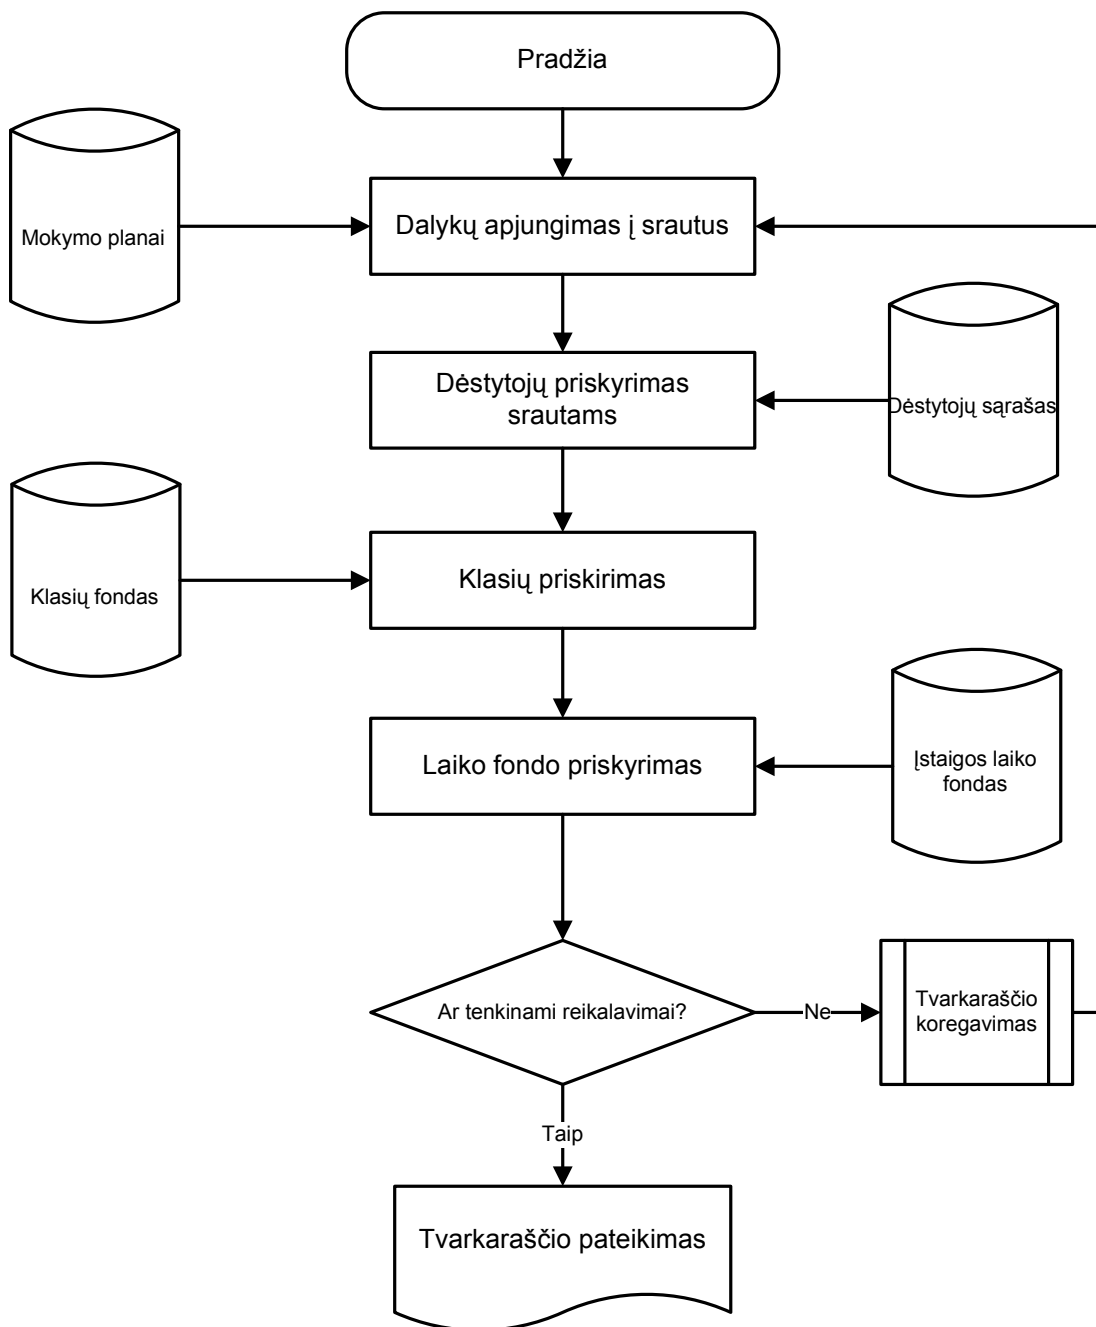 Pradžia
Mokymo planai
Dalykų apjungimas į srautus
Dėstytojų priskyrimas
srautams
Dėstytojų sąrašas
Klasių fondas
Klasių priskirimas
Laiko fondo priskyrimas
Įstaigos laiko
fondas
Ar tenkinami reikalavimai?
Ne
Tvarkaraščio
koregavimas
Taip
Tvarkaraščio pateikimas